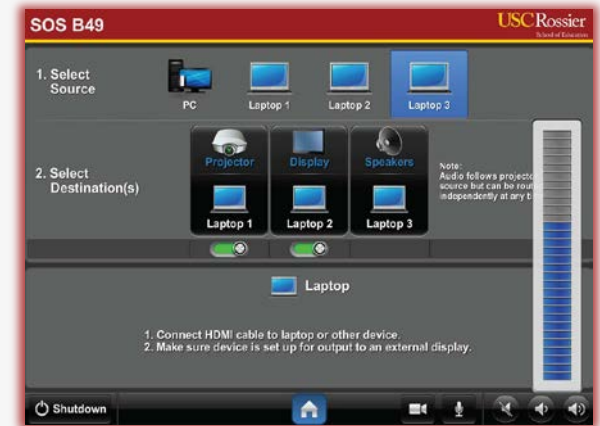 SOS B49
USC Rossier
School of Education
1. Select
Source
PC
Laptop 1
Laptop 2
Laptop 3
2. Select
Destination(s)
Projector
Display
Speakers
Note:
Audio follows
source but can be
independently at any
Laptop 1
Laptop 2
Laptop 3
Laptop
1. Connect HDMI cable to laptop or other device.
2. Make sure device is set up for output to an external display.
Shutdown